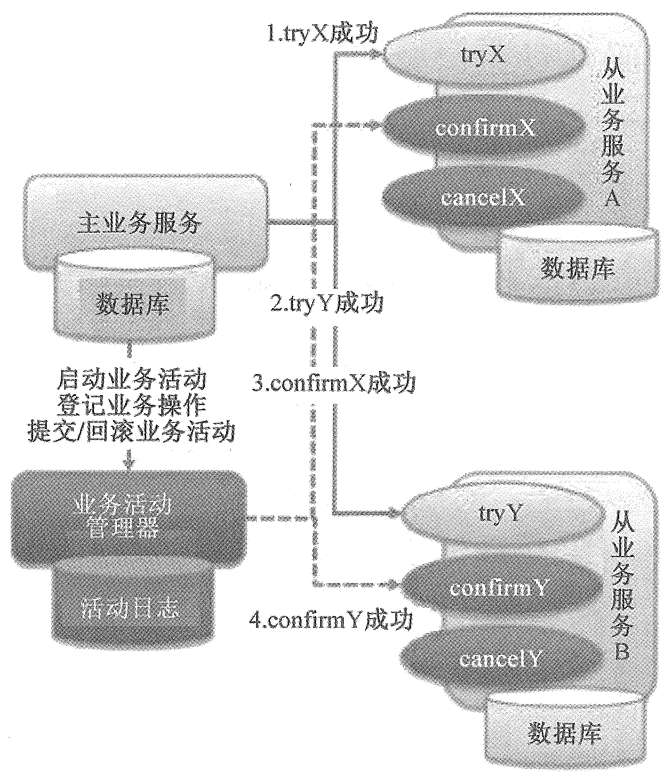 1.tryX成功
tryX
confirmX
cancelX
从业务服务A
数据库
主业务服务
数据库
2.tryY成功
3.confirmX成功
启动业务活动
登记业务操作
提交/回滚业务活动
业务活动
管理器
活动日志
tryY
confirmY
4.confirmY成功
cancelY
从业务服务B
数据库